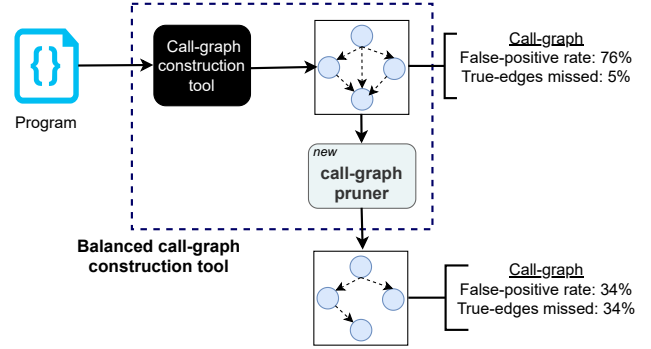 {}
Program
Call-graph
construction
tool
Call-graph
False-positive rate: 76%
True-edges missed: 5%
new
call-graph
pruner
Balanced call-graph
construction tool
Call-graph
False-positive rate: 34%
True-edges missed: 34%